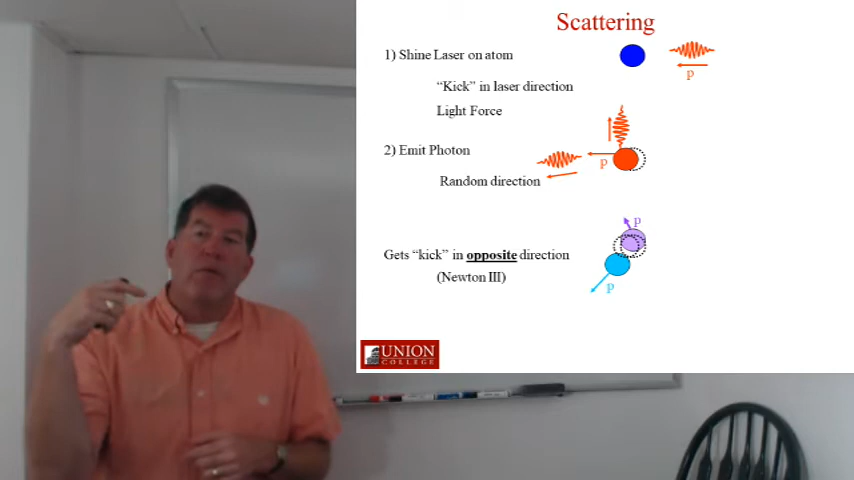 Scattering
1) Shine Laser on atom
p
"Kick" in laser direction
Light Force
2) Emit Photon
p
Random direction
p
Gets "kick" in opposite direction
(Newton III)
p
UNION
COLLEGE